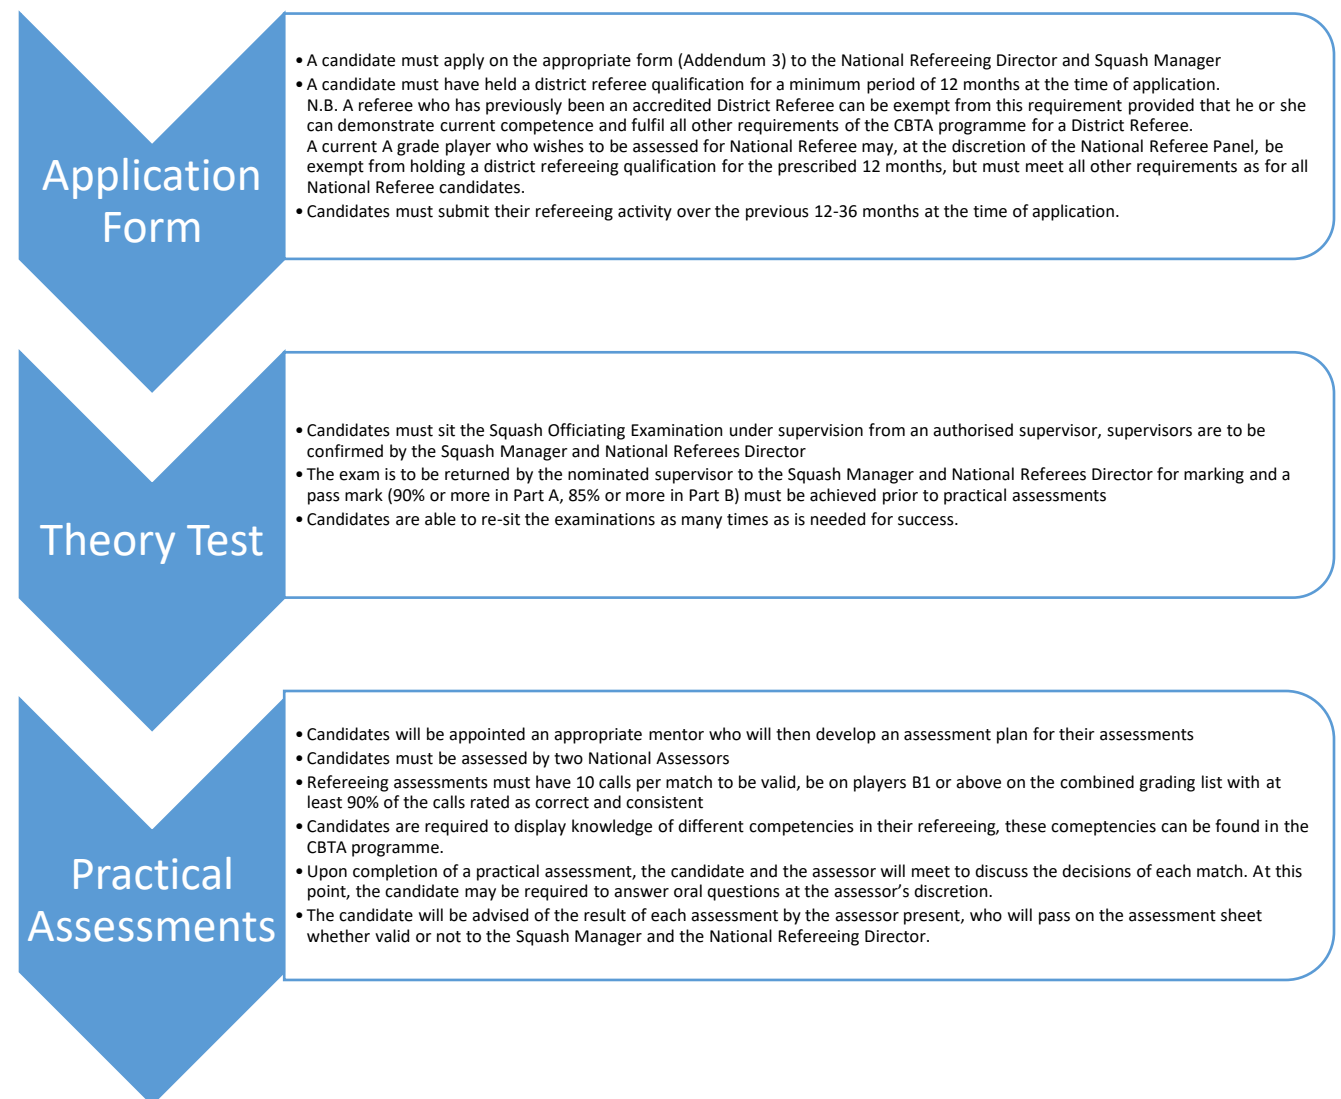 Application
Form
• A candidate must apply on the appropriate form (Addendum 3) to the National Refereeing Director and Squash Manager
• A candidate must have held a district referee qualification for a minimum period of 12 months at the time of application.
N.B. A referee who has previously been an accredited District Referee can be exempt from this requirement provided that he or she
can demonstrate current competence and fulfil all other requirements of the CBTA programme for a District Referee.
A current A grade player who wishes to be assessed for National Referee may, at the discretion of the National Referee Panel, be
exempt from holding a district refereeing qualification for the prescribed 12 months, but must meet all other requirements as for all
National Referee candidates.
• Candidates must submit their refereeing activity over the previous 12-36 months at the time of application.
Theory Test
• Candidates must sit the Squash Officiating Examination under supervision from an authorised supervisor, supervisors are to be
confirmed by the Squash Manager and National Referees Director
• The exam is to be returned by the nominated supervisor to the Squash Manager and National Referees Director for marking and a
pass mark (90% or more in Part A, 85% or more in Part B) must be achieved prior to practical assessments
• Candidates are able to re-sit the examinations as many times as is needed for success.
Practical
Assessments
• Candidates will be appointed an appropriate mentor who will then develop an assessment plan for their assessments
• Candidates must be assessed by two National Assessors
• Refereeing assessments must have 10 calls per match to be valid, be on players B1 or above on the combined grading list with at
least 90% of the calls rated as correct and consistent
• Candidates are required to display knowledge of different competencies in their refereeing, these comeptencies can be found in the
CBTA programme.
• Upon completion of a practical assessment, the candidate and the assessor will meet to discuss the decisions of each match. At this
point, the candidate may be required to answer oral questions at the assessor’s discretion.
• The candidate will be advised of the result of each assessment by the assessor present, who will pass on the assessment sheet
whether valid or not to the Squash Manager and the National Refereeing Director.